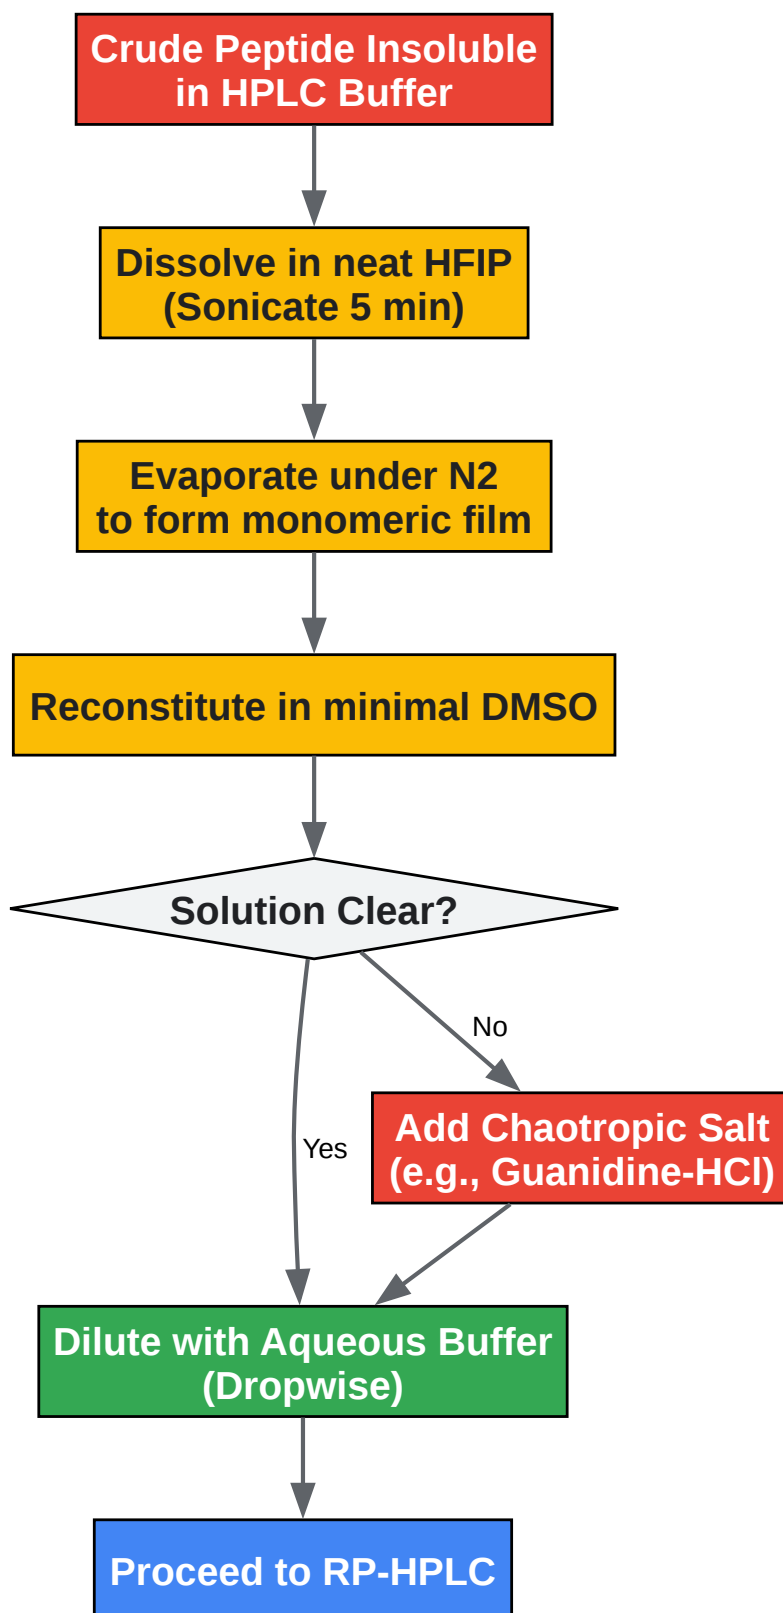 Crude Peptide Insoluble
in HPLC Buffer
Dissolve in neat HFIP
(Sonicate 5 min)
Evaporate under N2
to form monomeric film
Reconstitute in minimal DMSO
Solution Clear?
No
Add Chaotropic Salt
(e.g., Guanidine-HCl)
Yes
Dilute with Aqueous Buffer
(Dropwise)
Proceed to RP-HPLC